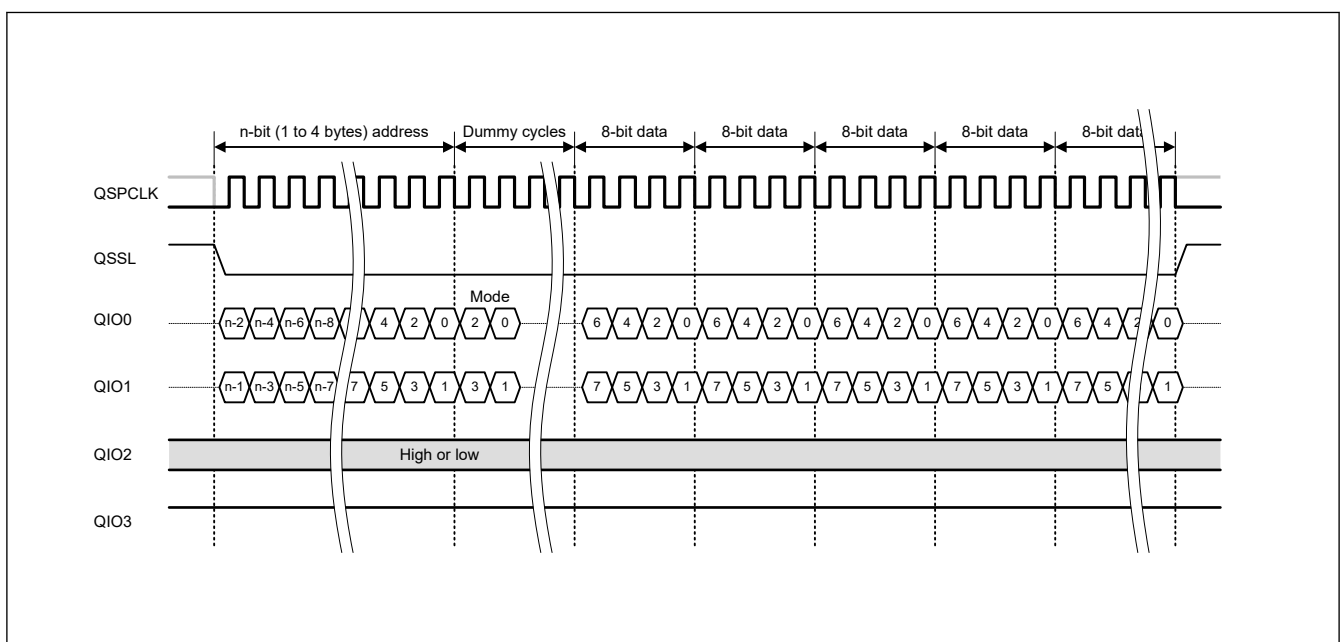 n-bit (1 to 4 bytes) address Dummy cycles 8-bit data 8-bit data 8-bit data 8-bit data 8-bit data
QSPCLK
QSSL
Mode
QIO0 n-2 n-4 n-6 n-8 4 2 0 2 0 6 4 2 0 6 4 2 0 6 4 2 0 6 4 2 0 6 4 2 0
QIO1 n-1 n-3 n-5 n-7 7 5 3 1 3 1 7 5 3 1 7 5 3 1 7 5 3 1 7 5 3 1 7 5 1
QIO2 High or low
QIO3